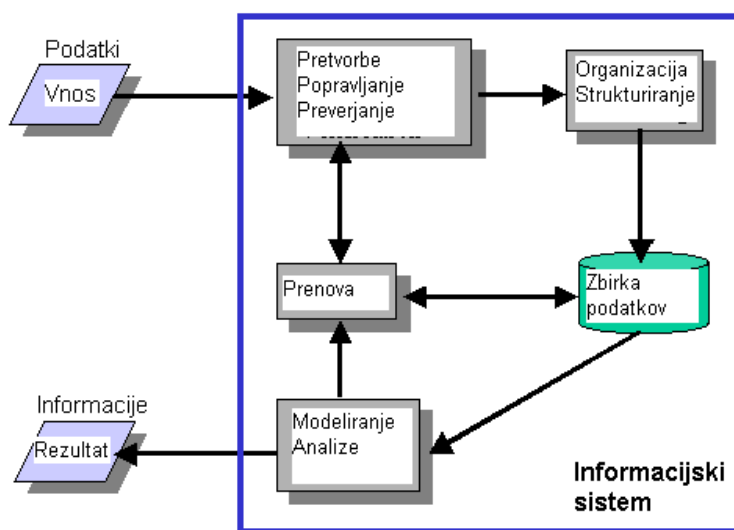 Podatki
Vnos
Pretvorbe
Popravljanje
Preverjanje
Organizacija
Strukturiranje
Prenova
Zbirka
podatkov
Informacije
Rezultat
Modeliranje
Analize
Informacijski
sistem